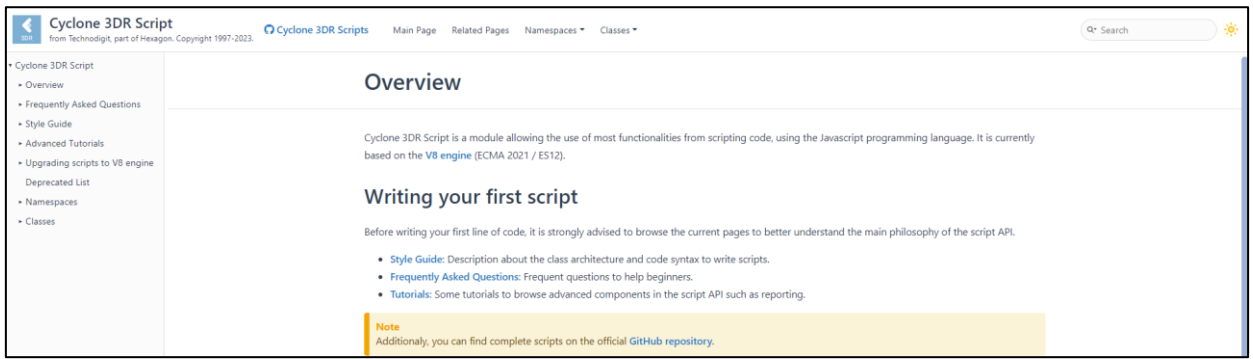 Cyclone 3DR Script
from Technodigit, part of Hexagon. Copyright 1997-2023.
Cyclone 3DR Scripts
Main Page
Related Pages
Namespaces
Classes
Search
3DR
Cyclone 3DR Script
Overview
Frequently Asked Questions
Style Guide
Advanced Tutorials
Upgrading scripts to V8 engine
Deprecated List
Namespaces
Classes
Overview
Cyclone 3DR Script is a module allowing the use of most functionalities from scripting code, using the Javascript programming language. It is currently
based on the V8 engine (ECMA 2021 / ES12).
Writing your first script
Before writing your first line of code, it is strongly advised to browse the current pages to better understand the main philosophy of the script API.
• Style Guide: Description about the class architecture and code syntax to write scripts.
• Frequently Asked Questions: Frequent questions to help beginners.
• Tutorials: Some tutorials to browse advanced components in the script API such as reporting.
Note
Additionaly, you can find complete scripts on the official GitHub repository.